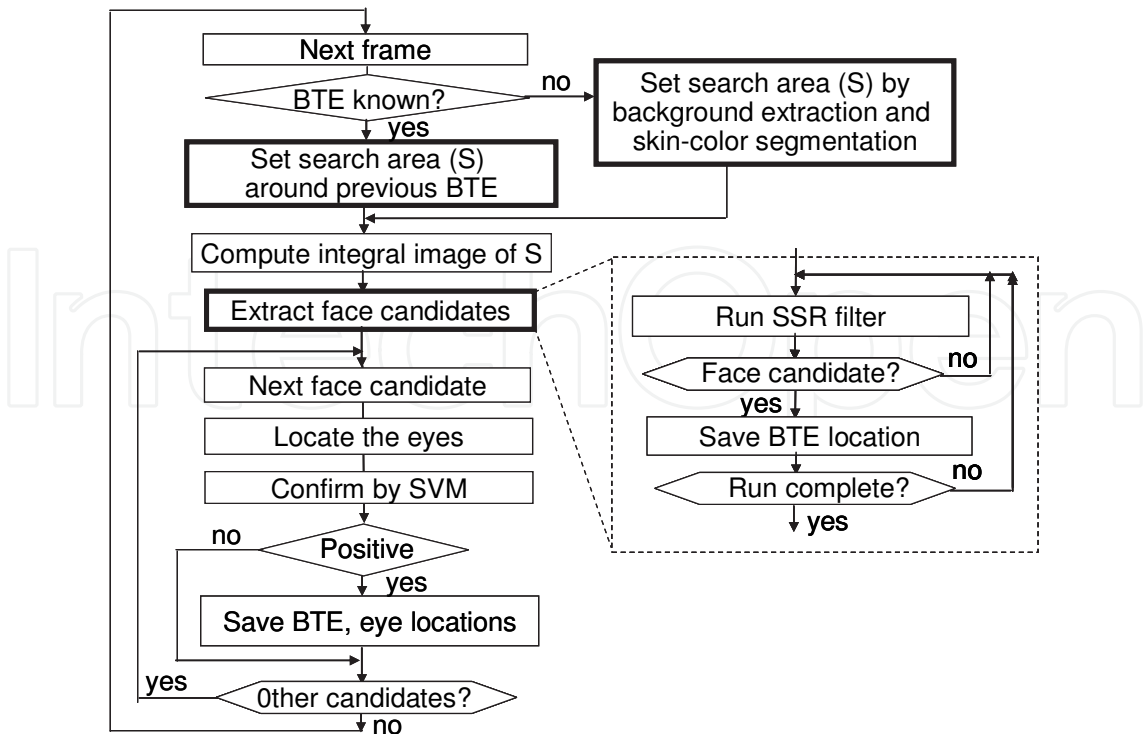 Next frame
BTE known?
no
yes
Set search area (S) by
background extraction and
skin-color segmentation
Set search area (S)
around previous BTE
Compute integral image of S
Extract face candidates
Next face candidate
Locate the eyes
Confirm by SVM
Positive
no
yes
Save BTE, eye locations
0ther candidates?
yes
no
Run SSR filter
Face candidate?
no
yes
Save BTE location
Run complete?
no
yes
IntechOpen